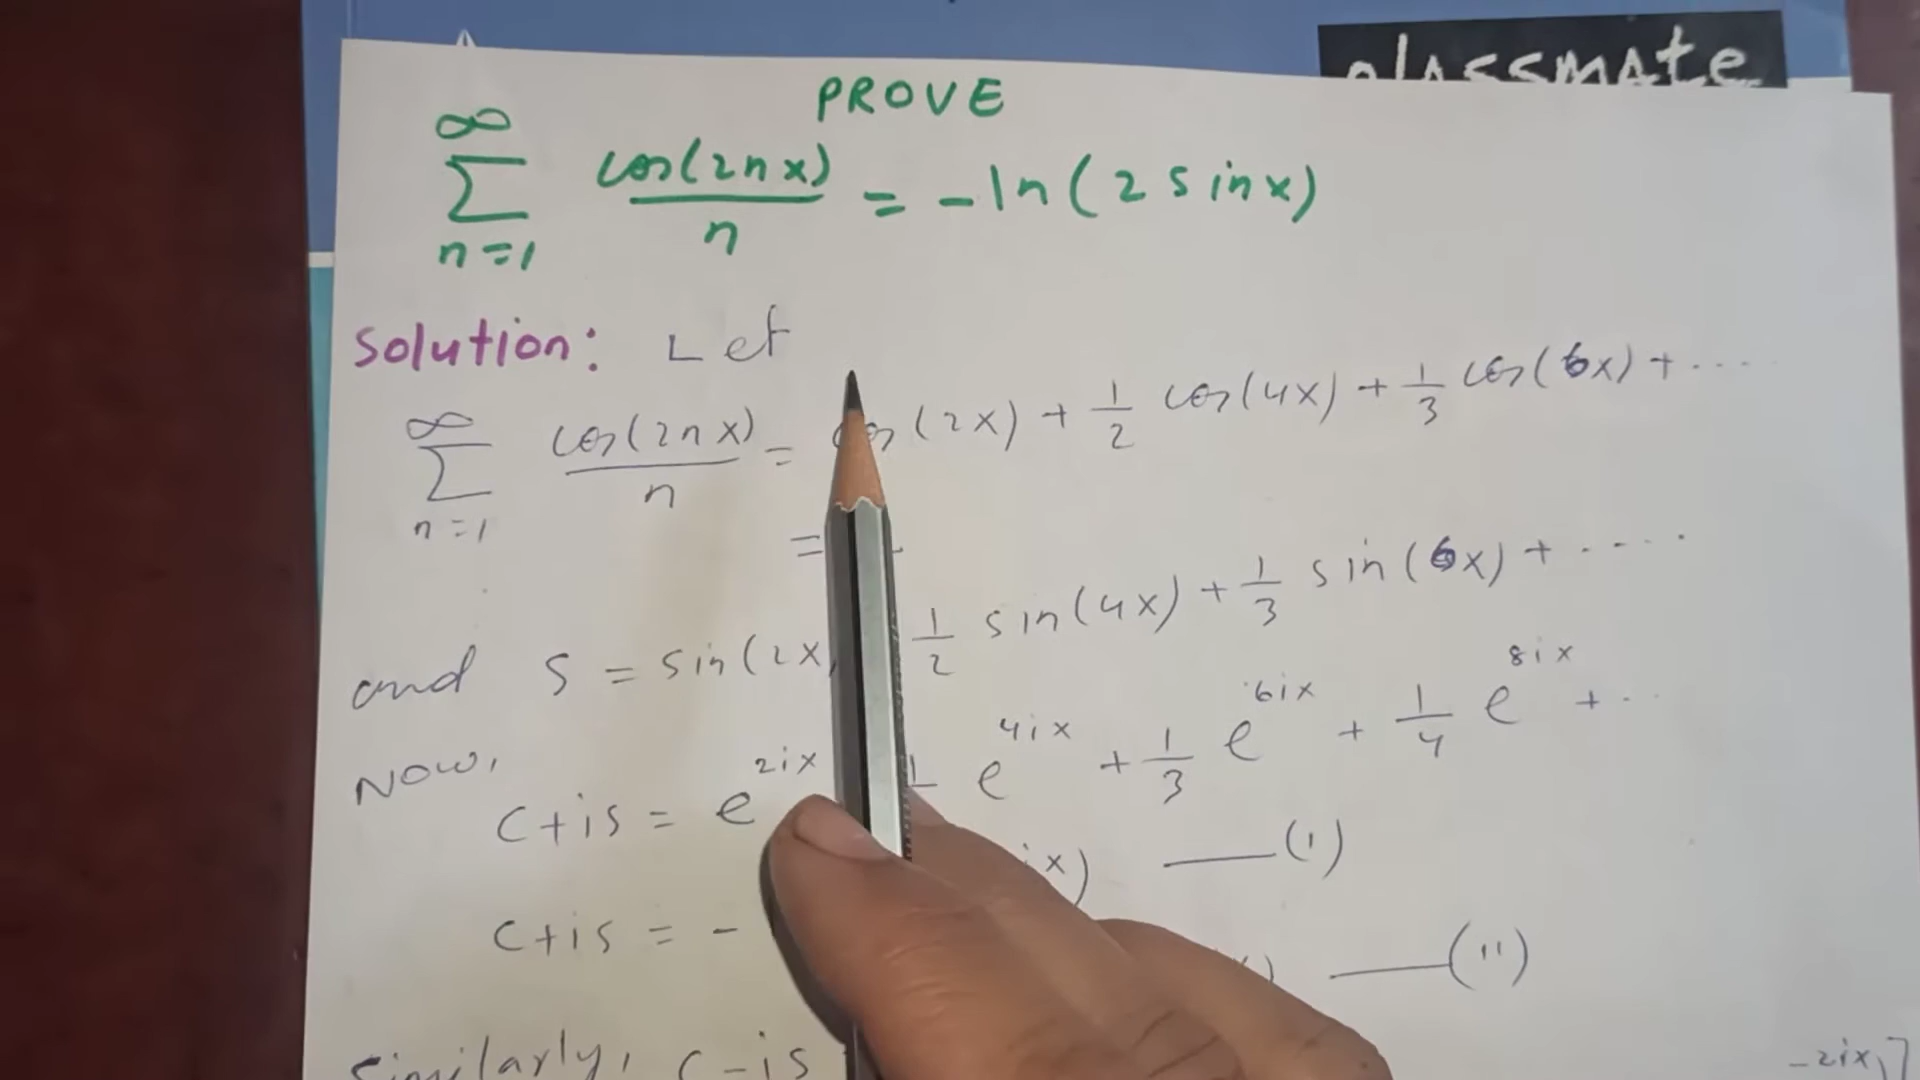 classmate
PROVE
∞ Σ n=1 cos(2nx)/n = -ln(2 sinx)
Solution: Let
∞ Σ n=1 cos(2nx)/n = cos(2x) + 1/2 cos(4x) + 1/3 cos(6x) + ....
=
and S = sin(2x 1/2 sin(4x) + 1/3 sin(6x) + ....
Now,
C+is = e^2ix e^4ix + 1/3 e^6ix + 1/4 e^8ix + ..
x) —(1)
C+is = - ) —(11)
Similarly, C-is
-2ix)]